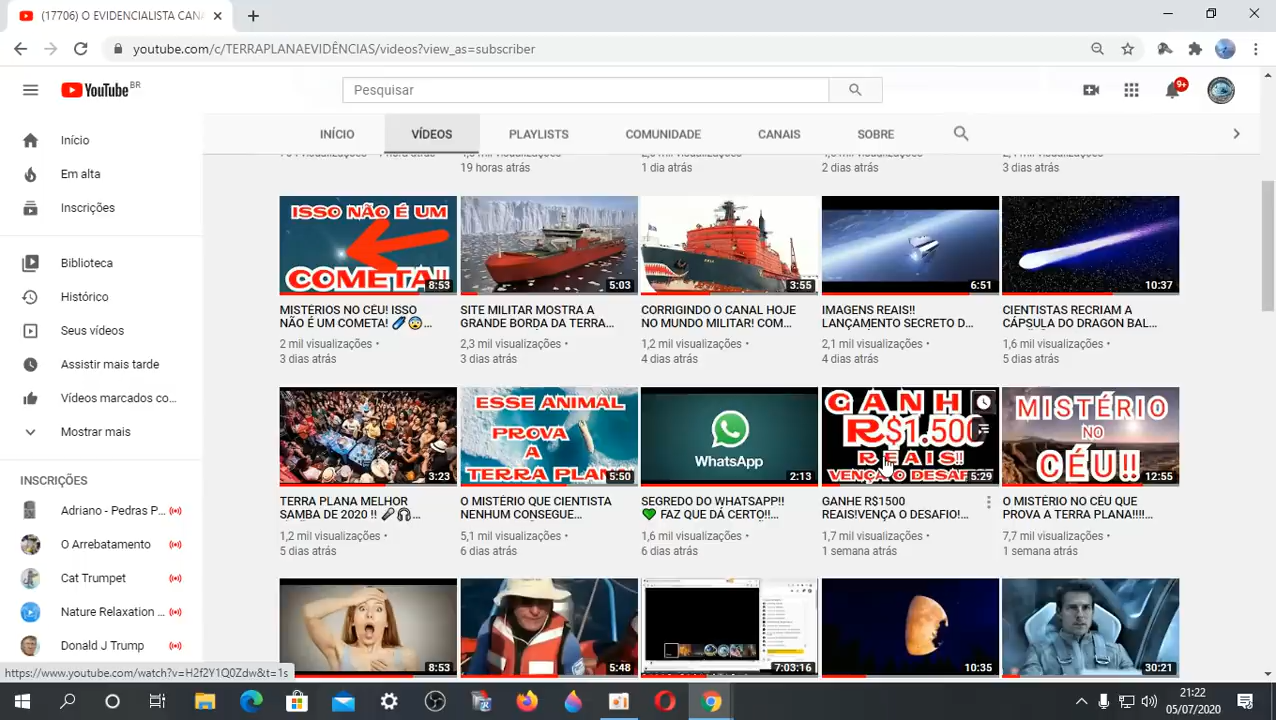 (17706) O EVIDENCIALISTA CANA
youtube.com/c/TERRAPLANAEVIDÊNCIAS/videos?view_as=subscriber
YouTube BR
Pesquisar
9+
INÍCIO VÍDEOS PLAYLISTS COMUNIDADE CANAIS SOBRE
Início
Em alta
Inscrições
Biblioteca
Histórico
Seus vídeos
Assistir mais tarde
Vídeos marcados co...
Mostrar mais
INSCRIÇÕES
Adriano - Pedras P...
O Arrebatamento
Cat Trumpet
Nature Relaxation ...
Donald J Trump
19 horas atrás
1 dia atrás
2 dias atrás
3 dias atrás
ISSO NÃO É UM
COMETA!!
8:53
5:03
3:55
6:51
10:37
MISTÉRIOS NO CÉU! ISSO
NÃO É UM COMETA! ...
2 mil visualizações •
3 dias atrás
SITE MILITAR MOSTRA A
GRANDE BORDA DA TERRA...
2,3 mil visualizações •
3 dias atrás
CORRIGINDO O CANAL HOJE
NO MUNDO MILITAR! COM...
1,2 mil visualizações •
4 dias atrás
IMAGENS REAIS!!
LANÇAMENTO SECRETO D...
2,1 mil visualizações •
4 dias atrás
CIENTISTAS RECRIAM A
CÁPSULA DO DRAGON BAL...
1,6 mil visualizações •
5 dias atrás
3:23
ESSE ANIMAL
PROVA
A
TERRA PLAN
5:50
WhatsApp
2:13
GANH
R$1.500
REAIS!!
VENÇA O DESAF
5:29
MISTÉRIO
NO
CÉU!!
12:55
TERRA PLANA MELHOR
SAMBA DE 2020 !! 🎤🎧...
1,2 mil visualizações •
5 dias atrás
O MISTÉRIO QUE CIENTISTA
NENHUM CONSEGUE...
5,1 mil visualizações •
6 dias atrás
SEGREDO DO WHATSAPP!!
💚 FAZ QUE DÁ CERTO!!...
1,6 mil visualizações •
6 dias atrás
GANHE R$1500
REAIS!VENÇA O DESAFIO!...
1,7 mil visualizações •
1 semana atrás
O MISTÉRIO NO CÉU QUE
PROVA A TERRA PLANA!!!!...
7,7 mil visualizações •
1 semana atrás
8:53
5:48
7:03:16
10:35
30:21
https://www.youtube.com/watch?v=H2f2Y1Q0Zdw&t=1s
21:22
05/07/2020